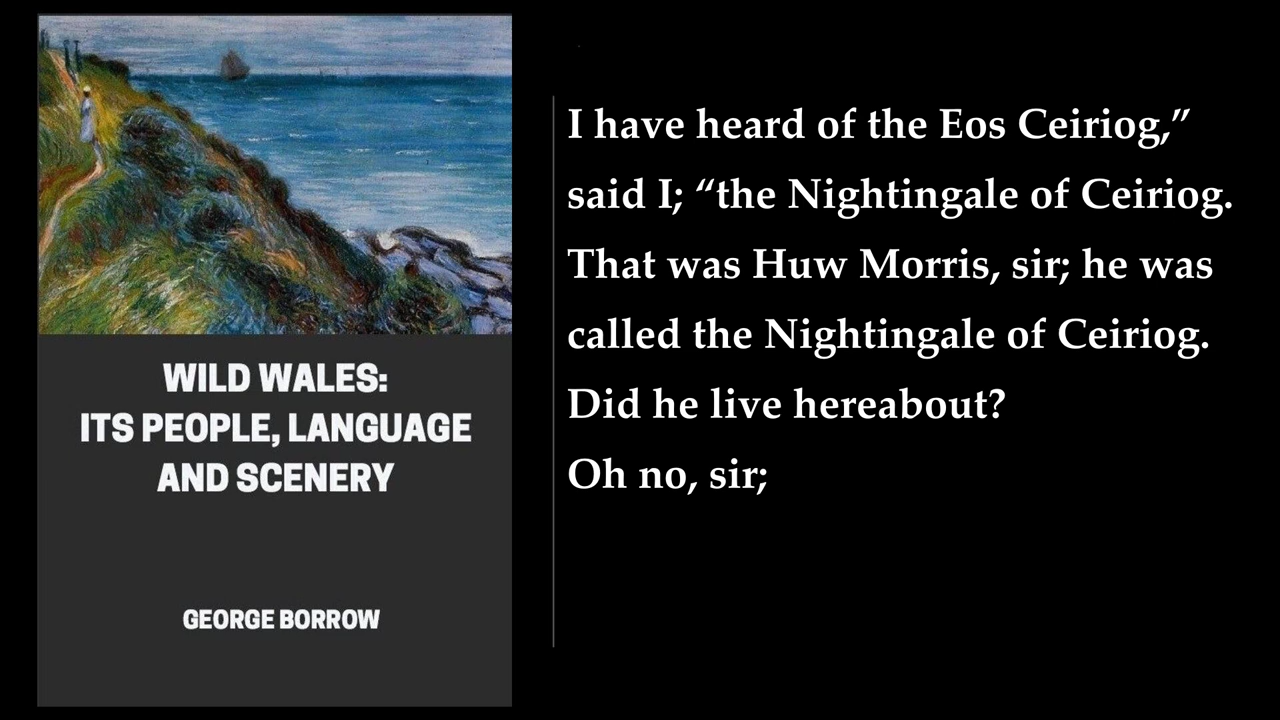 WILD WALES:
ITS PEOPLE, LANGUAGE
AND SCENERY
GEORGE BORROW
I have heard of the Eos Ceiriog,”
said I; “the Nightingale of Ceiriog.
That was Huw Morris, sir; he was
called the Nightingale of Ceiriog.
Did he live hereabout?
Oh no, sir;